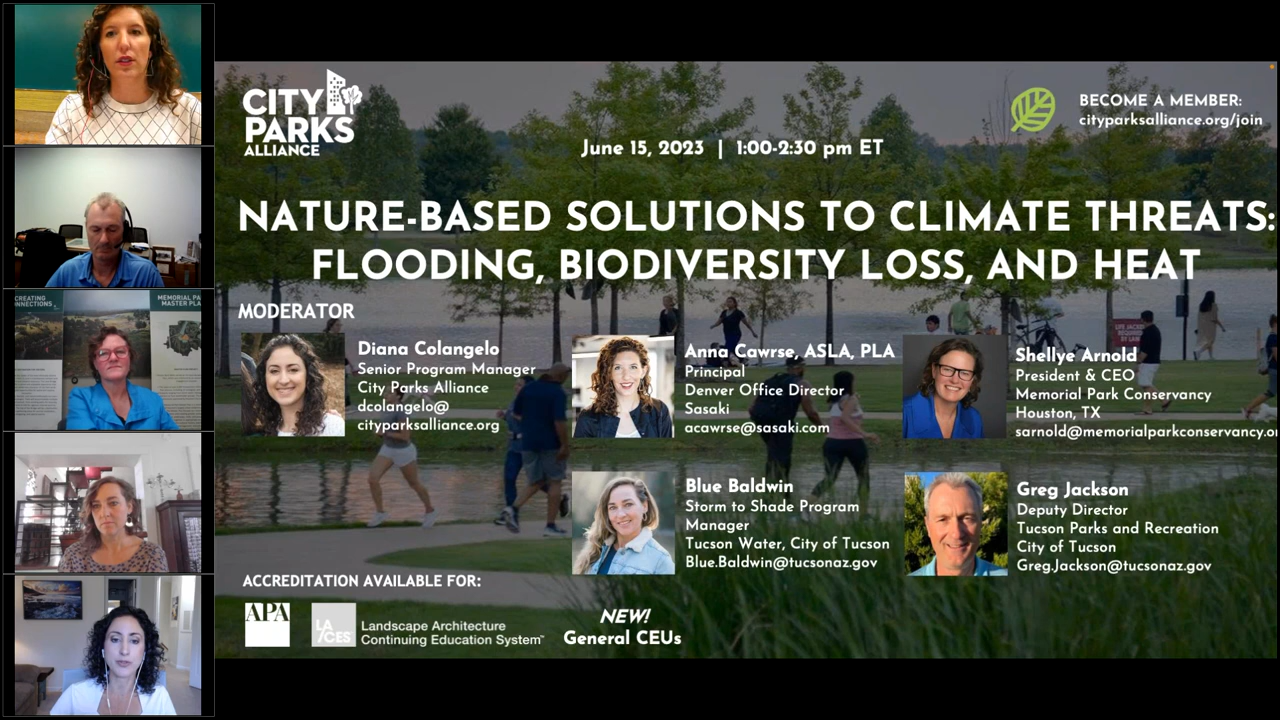 CREATING
MEMORIAL PA
MASTER PLA
CITY
PARKS
ALLIANCE
BECOME A MEMBER:
cityparksalliance.org/join
June 15, 2023 | 1:00-2:30 pm ET
NATURE-BASED SOLUTIONS TO CLIMATE THREATS:
FLOODING, BIODIVERSITY LOSS, AND HEAT
MODERATOR
Diana Colangelo
Senior Program Manager
City Parks Alliance
dcolangelo@
cityparksalliance.org
Anna Cawrse, ASLA, PLA
Principal
Denver Office Director
Sasaki
acawrse@sasaki.com
Shellye Arnold
President & CEO
Memorial Park Conservancy
Houston, TX
sarnold@memorialparkconservancy.or
Blue Baldwin
Storm to Shade Program
Manager
Tucson Water, City of Tucson
Blue.Baldwin@tucsonaz.gov
Greg Jackson
Deputy Director
Tucson Parks and Recreation
City of Tucson
Greg.Jackson@tucsonaz.gov
ACCREDITATION AVAILABLE FOR:
APA
LA
CES
Landscape Architecture
Continuing Education System™
NEW!
General CEUs